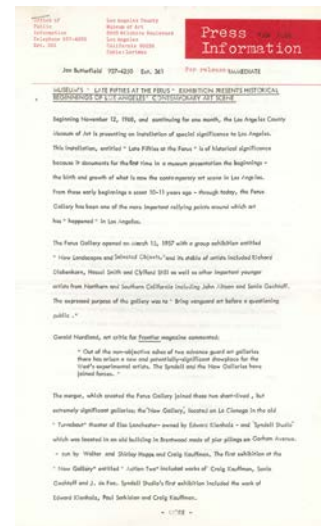 Office of
Public
Information
Telephone 937-4250
Ext. 261
Los Angeles County
Museum of Art
5905 Wilshire Boulevard
Los Angeles
California 90036
Press
Information
Joe Butterfield 937-4250 Ext. 261 For release IMMEDIATE
MUSEUM'S " LATE FIFTIES AT THE FERUS " EXHIBITION PRESENTS HISTORICAL
BEGINNINGS OF LOS ANGELES' CONTEMPORARY ART SCENE
Beginning November 12, 1968, and continuing for one month, the Los Angeles County
Museum of Art is presenting an installation of special significance to Los Angeles.
This installation, entitled " Late Fifties at the Ferus " is of historical significance
because it documents for the first time in a museum presentation the beginnings -
the birth and growth of what is now the contemporary art scene in Los Angeles.
From those early beginnings a scant 10-11 years ago - through today, the Ferus
Gallery has been one of the more important rallying points around which art
has " happened " in Los Angeles.
The Ferus Gallery opened on March 15, 1957 with a group exhibition entitled
" New Landscapes and Selected Objects," and its stable of artists included Richard
Diebenkorn, Hassel Smith and Clifford Still as well as other important younger
artists from Northern and Southern California including John Altoon and Sonia Gechtoff.
The expressed purpose of the gallery was to " Bring vanguard art before a questioning
public ."
Gerald Nordland, art critic for Frontier magazine commented:
" Out of the non-objective ashes of two advance guard art galleries
there has arisen a new and potentially-significant showplace for the
West's experimental artists. The Syndell and the Now Galleries have
joined forces. "
The merger, which created the Ferus Gallery joined these two short-lived , but
extremely significant galleries: the 'Now Gallery', located on La Cienega in the old
" Turnabout" theater of Elsa Lanchester - owned by Edward Kienholz - and 'Syndell Studio'
which was located in an old building in Brentwood made of pier pilings on Gorham Avenue.
- run by Walter and Shirley Hopps and Craig Kauffman. The first exhibition at the
" Now Gallery" entitled " Action Two" included works of Craig Kauffman, Sonia
Gechtoff and J. de Feo. Syndell Studio's first exhibition included the work of
Edward Kienholz, Paul Sarkisian and Craig Kauffman.